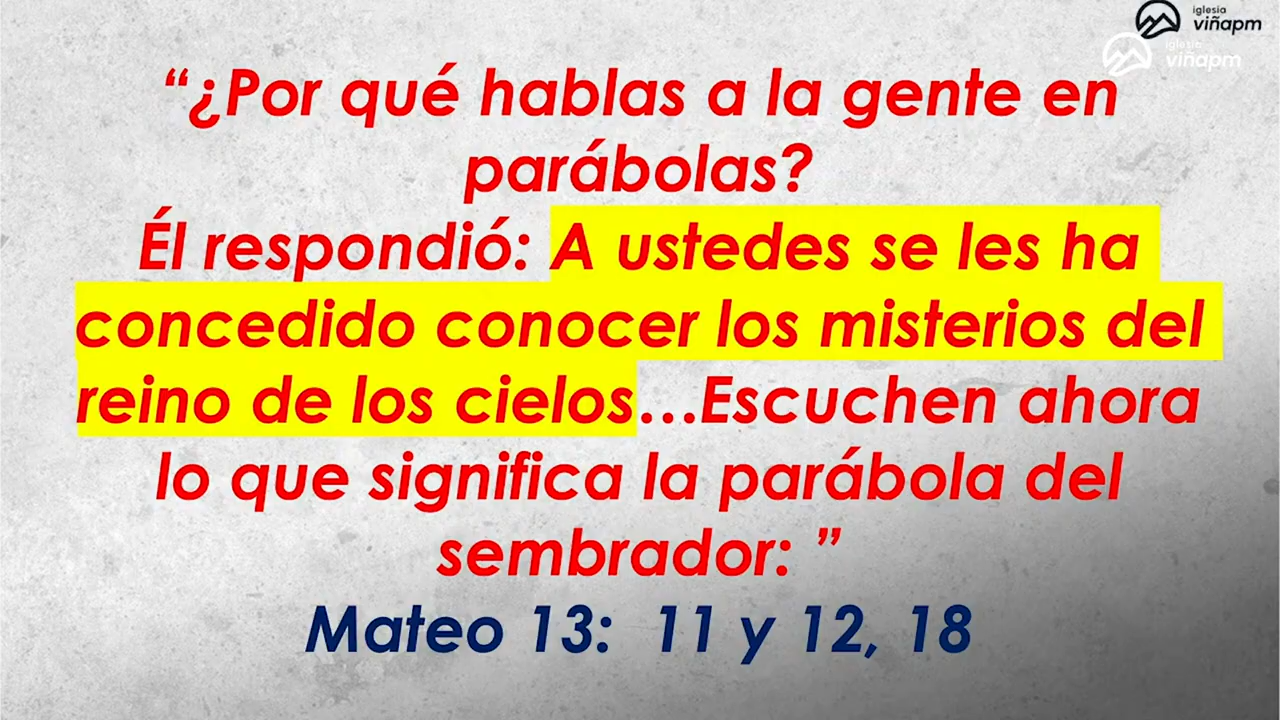 iglesia
viñapm
iglesia
viñapm
“¿Por qué hablas a la gente en
parábolas?
Él respondió: A ustedes se les ha
concedido conocer los misterios del
reino de los cielos...Escuchen ahora
lo que significa la parábola del
sembrador: ”
Mateo 13:  11 y 12, 18